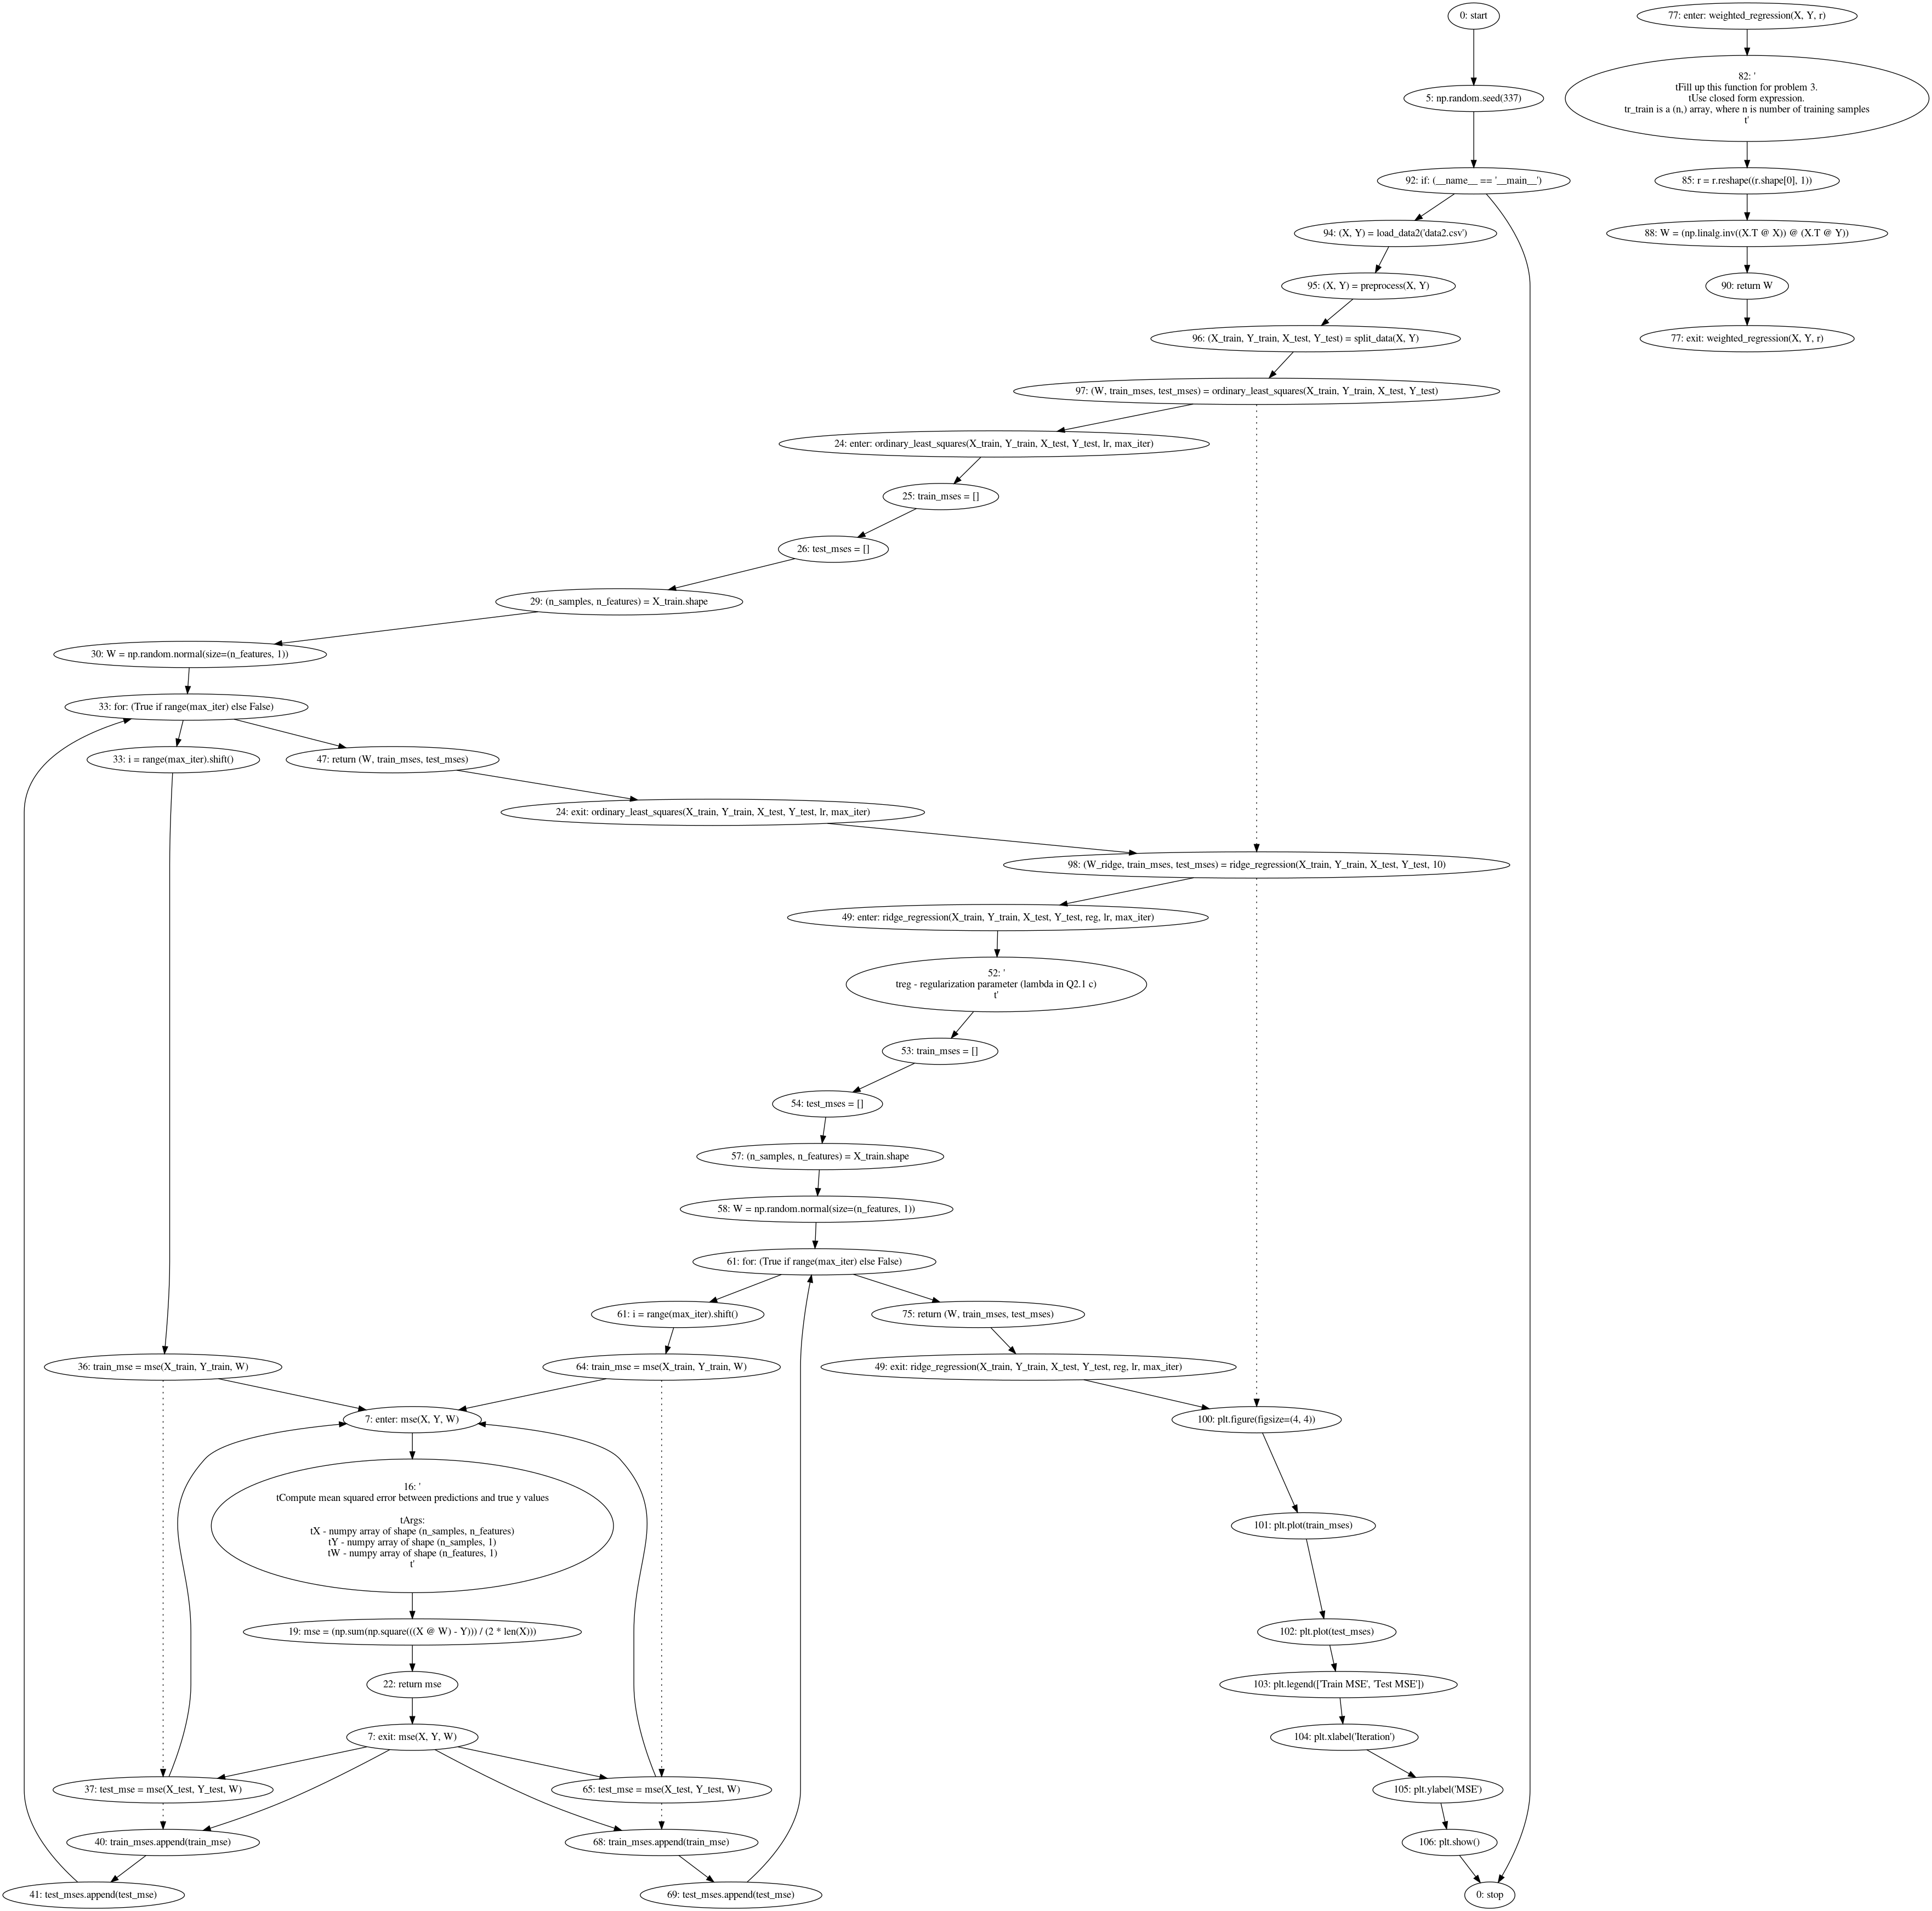 0: start
77: enter: weighted_regression(X, Y, r)
82: '
tFill up this function for problem 3.
tUse closed form expression.
tr_train is a (n,) array, where n is number of training samples
t'
5: np.random.seed(337)
92: if: (__name__ == '__main__')
85: r = r.reshape((r.shape[0], 1))
94: (X, Y) = load_data2('data2.csv')
88: W = (np.linalg.inv((X.T @ X)) @ (X.T @ Y))
95: (X, Y) = preprocess(X, Y)
90: return W
96: (X_train, Y_train, X_test, Y_test) = split_data(X, Y)
77: exit: weighted_regression(X, Y, r)
97: (W, train_mses, test_mses) = ordinary_least_squares(X_train, Y_train, X_test, Y_test)
24: enter: ordinary_least_squares(X_train, Y_train, X_test, Y_test, lr, max_iter)
25: train_mses = []
26: test_mses = []
29: (n_samples, n_features) = X_train.shape
30: W = np.random.normal(size=(n_features, 1))
33: for: (True if range(max_iter) else False)
33: i = range(max_iter).shift()
47: return (W, train_mses, test_mses)
24: exit: ordinary_least_squares(X_train, Y_train, X_test, Y_test, lr, max_iter)
98: (W_ridge, train_mses, test_mses) = ridge_regression(X_train, Y_train, X_test, Y_test, 10)
49: enter: ridge_regression(X_train, Y_train, X_test, Y_test, reg, lr, max_iter)
52: '
treg - regularization parameter (lambda in Q2.1 c)
t'
53: train_mses = []
54: test_mses = []
57: (n_samples, n_features) = X_train.shape
58: W = np.random.normal(size=(n_features, 1))
61: for: (True if range(max_iter) else False)
61: i = range(max_iter).shift()
75: return (W, train_mses, test_mses)
36: train_mse = mse(X_train, Y_train, W)
64: train_mse = mse(X_train, Y_train, W)
49: exit: ridge_regression(X_train, Y_train, X_test, Y_test, reg, lr, max_iter)
7: enter: mse(X, Y, W)
100: plt.figure(figsize=(4, 4))
16: '
tCompute mean squared error between predictions and true y values
tArgs:
tX - numpy array of shape (n_samples, n_features)
tY - numpy array of shape (n_samples, 1)
tW - numpy array of shape (n_features, 1)
t'
101: plt.plot(train_mses)
19: mse = (np.sum(np.square(((X @ W) - Y))) / (2 * len(X)))
102: plt.plot(test_mses)
22: return mse
103: plt.legend(['Train MSE', 'Test MSE'])
7: exit: mse(X, Y, W)
104: plt.xlabel('Iteration')
37: test_mse = mse(X_test, Y_test, W)
65: test_mse = mse(X_test, Y_test, W)
105: plt.ylabel('MSE')
40: train_mses.append(train_mse)
68: train_mses.append(train_mse)
106: plt.show()
41: test_mses.append(test_mse)
69: test_mses.append(test_mse)
0: stop